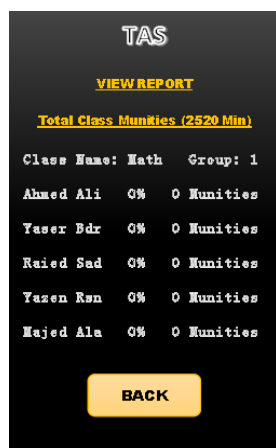 TAS
VIEW REPORT
Total Class Munities (2520 Min)
Class Name: Math Group: 1
Ahmed Ali 0% 0 Munities
Yaser Bdr 0% 0 Munities
Raied Sad 0% 0 Munities
Yazen Rsn 0% 0 Munities
Majed Ala 0% 0 Munities
BACK